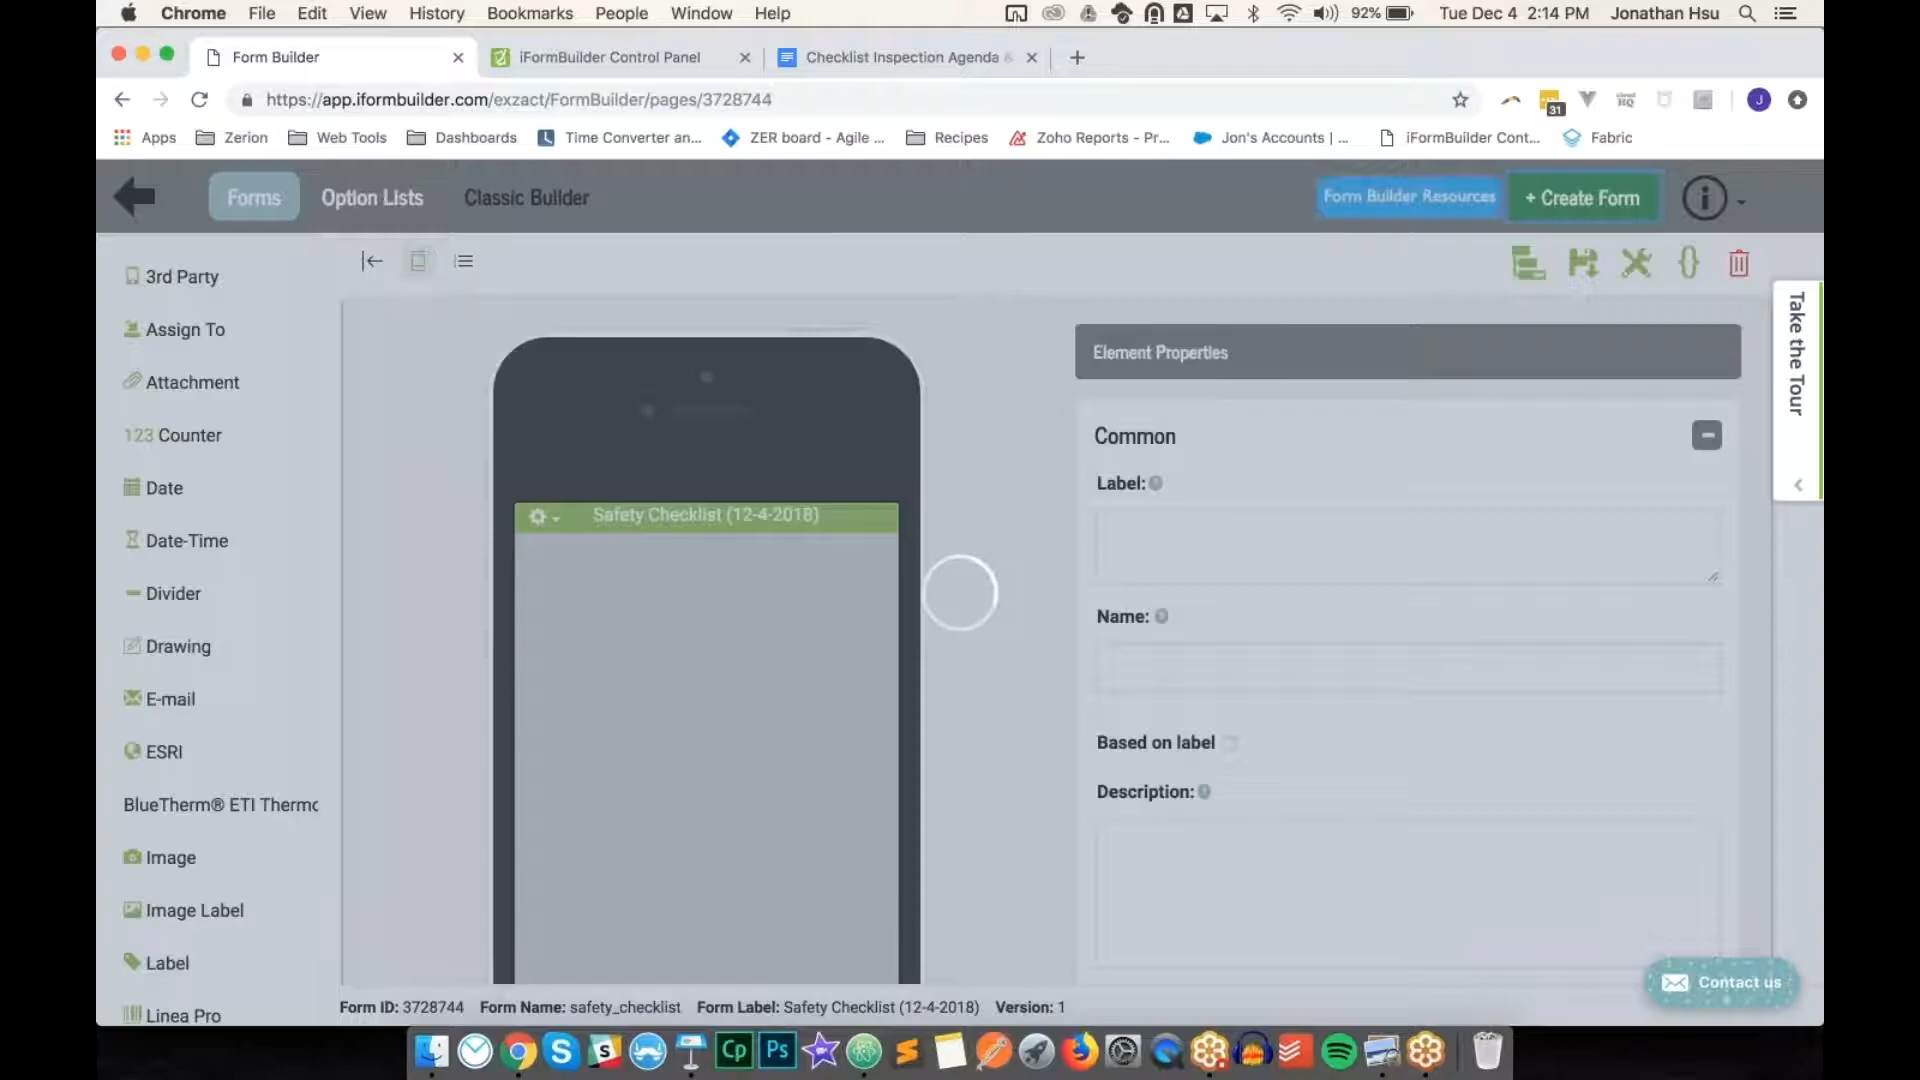 Chrome File Edit View History Bookmarks People Window Help 92% Tue Dec 4 2:14 PM Jonathan Hsu
Form Builder iFormBuilder Control Panel Checklist Inspection Agenda &
https://app.iformbuilder.com/exzact/FormBuilder/pages/3728744 31 HQ J
Apps Zerion Web Tools Dashboards Time Converter an... ZER board - Agile ... Recipes Zoho Reports - Pr... Jon's Accounts | ... iFormBuilder Cont... Fabric
Forms Option Lists Classic Builder Form Builder Resources + Create Form
3rd Party
Assign To
Attachment
123 Counter
Date
Date-Time
Divider
Drawing
E-mail
ESRI
BlueTherm® ETI Thermo
Image
Image Label
Label
Linea Pro
Safety Checklist (12-4-2018)
Element Properties
Common
Label:
Name:
Based on label
Description:
Take the Tour
Contact us
Form ID: 3728744 Form Name: safety_checklist Form Label: Safety Checklist (12-4-2018) Version: 1
Cp Ps